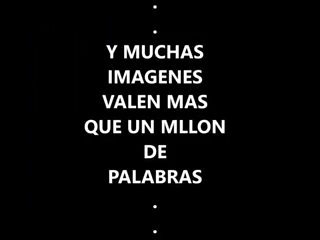 .
.
Y MUCHAS
IMAGENES
VALEN MAS
QUE UN MLLON
DE
PALABRAS
.
.